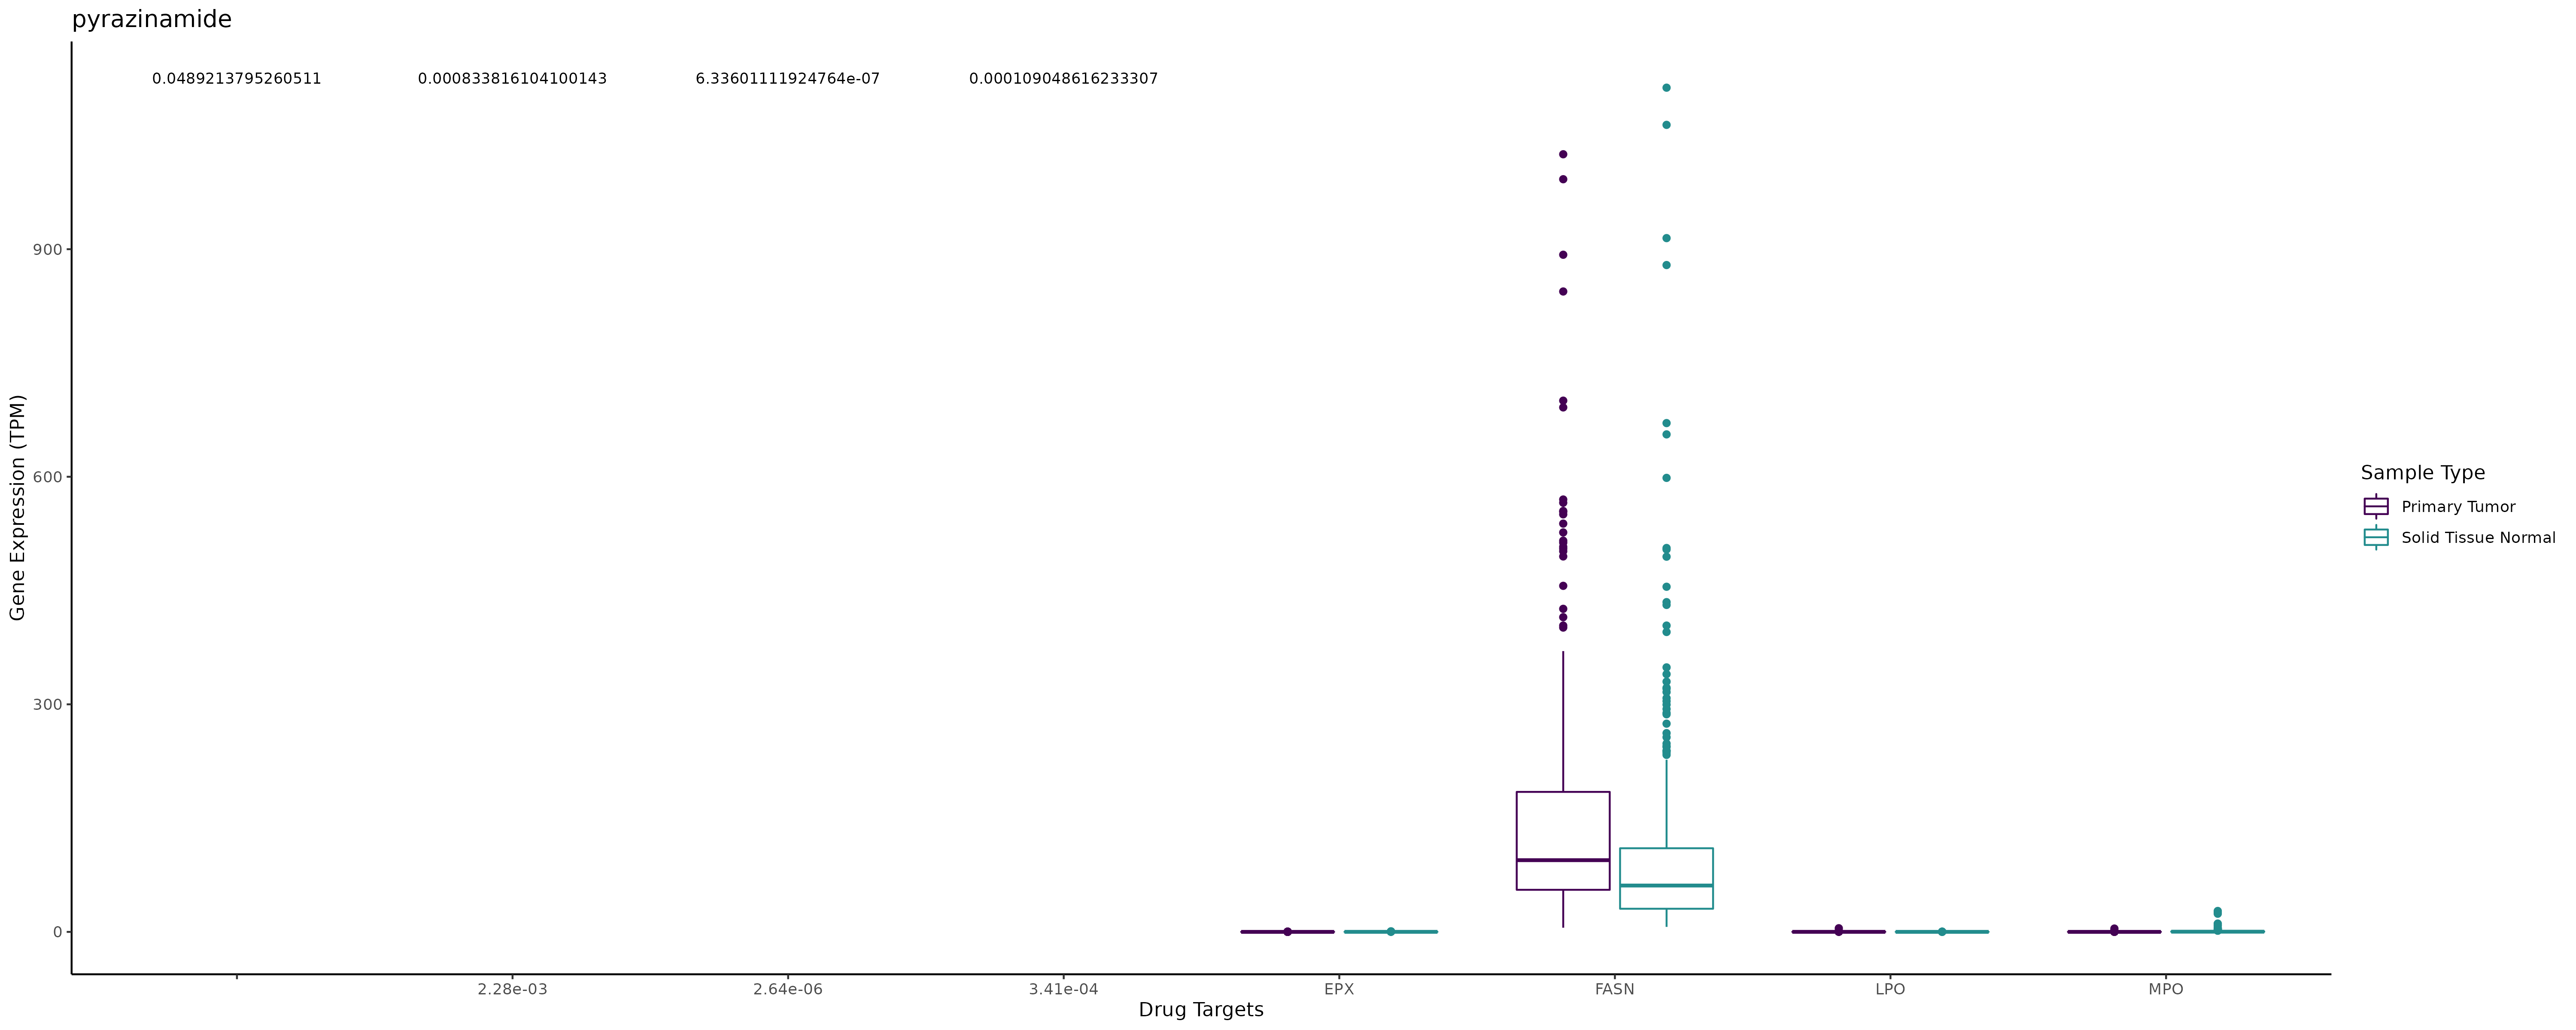 pyrazinamide
0.0489213795260511 0.000833816104100143 6.33601111924764e-07 0.000109048616233307
900
600
300
0
Gene Expression (TPM)
2.28e-03 2.64e-06 3.41e-04 EPX FASN LPO MPO
Drug Targets
Sample Type
Primary Tumor
Solid Tissue Normal